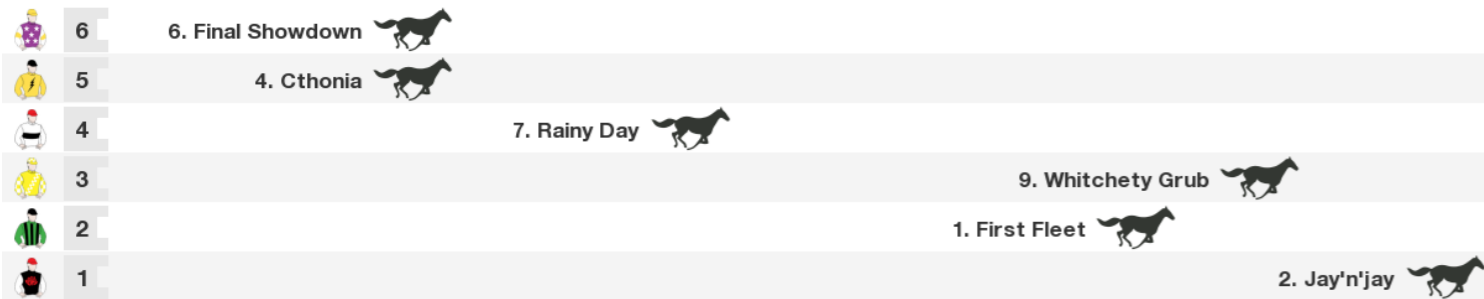 6 6. Final Showdown
5 4. Cthonia
4 7. Rainy Day
3 9. Whitchety Grub
2 1. First Fleet
1 2. Jay'n'jay